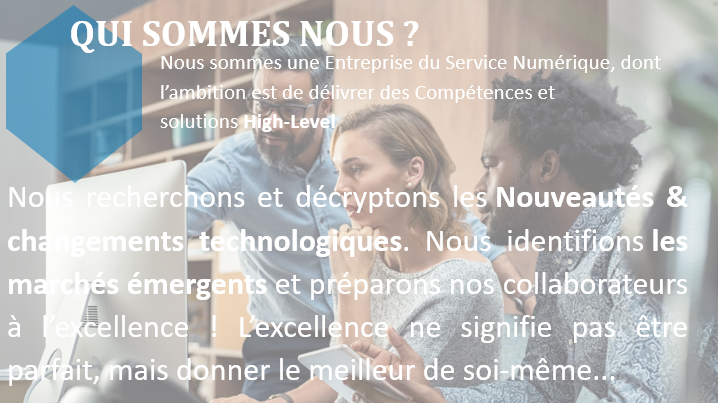 QUI SOMMES NOUS ?
Nous sommes une Entreprise du Service Numérique, dont
l’ambition est de délivrer des Compétences et
solutions High-Level
Nous recherchons et décryptons les Nouveautés &
changements technologiques. Nous identifions les
marchés émergents et préparons nos collaborateurs
à l’excellence ! L’excellence ne signifie pas être
parfait, mais donner le meilleur de soi-même...